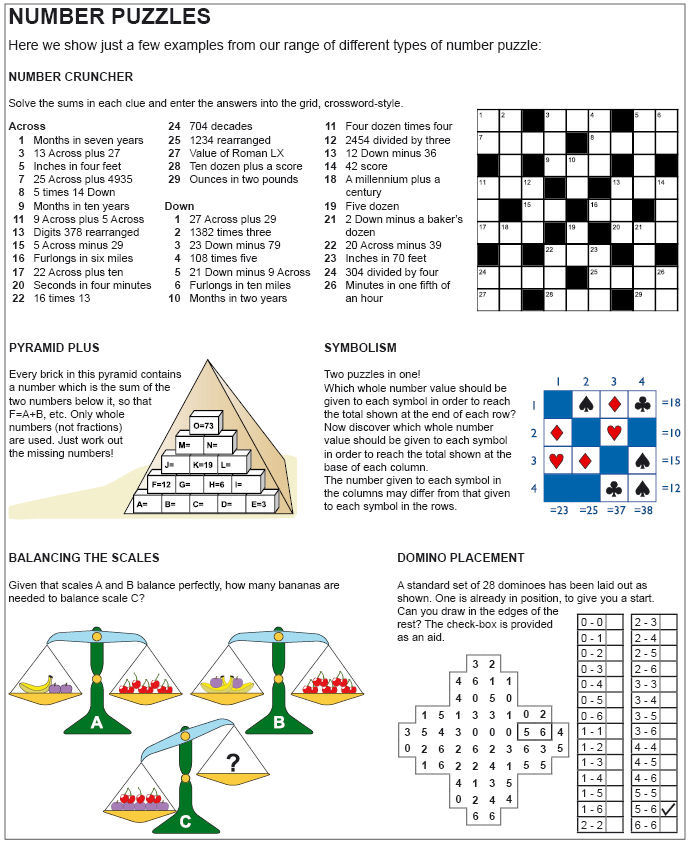 NUMBER PUZZLES
Here we show just a few examples from our range of different types of number puzzle:
NUMBER CRUNCHER
Solve the sums in each clue and enter the answers into the grid, crossword-style.
Across
1 Months in seven years
3 13 Across plus 27
5 Inches in four feet
7 25 Across plus 4935
8 5 times 14 Down
9 Months in ten years
11 9 Across plus 5 Across
13 Digits 378 rearranged
15 5 Across minus 29
16 Furlongs in six miles
17 22 Across plus ten
20 Seconds in four minutes
22 16 times 13
24 704 decades
25 1234 rearranged
27 Value of Roman LX
28 Ten dozen plus a score
29 Ounces in two pounds
Down
1 27 Across plus 29
2 1382 times three
3 23 Down minus 79
4 108 times five
5 21 Down minus 9 Across
6 Furlongs in ten miles
10 Months in two years
11 Four dozen times four
12 2454 divided by three
13 12 Down minus 36
14 42 score
18 A millennium plus a
century
19 Five dozen
21 2 Down minus a baker's
dozen
22 20 Across minus 39
23 Inches in 70 feet
24 304 divided by four
26 Minutes in one fifth of
an hour
1 2 3 4 5 6
7 8
9 10
11 12 13 14
15 16
17 18 19 20 21
22 23
24 25 26
27 28 29
PYRAMID PLUS
Every brick in this pyramid contains
a number which is the sum of the
two numbers below it, so that
F=A+B, etc. Only whole
numbers (not fractions)
are used. Just work out
the missing numbers!
O=73
M= N=
J= K=19 L=
F=12 G= H=6 I=
A= B= C= D= E=3
SYMBOLISM
Two puzzles in one!
Which whole number value should be
given to each symbol in order to reach
the total shown at the end of each row?
Now discover which whole number
value should be given to each symbol
in order to reach the total shown at the
base of each column.
The number given to each symbol in
the columns may differ from that given
to each symbol in the rows.
1 2 3 4
1 =18
2 =10
3 =15
4 =12
=23 =25 =37 =38
BALANCING THE SCALES
Given that scales A and B balance perfectly, how many bananas are
needed to balance scale C?
A
B
?
C
DOMINO PLACEMENT
A standard set of 28 dominoes has been laid out as
shown. One is already in position, to give you a start.
Can you draw in the edges of the
rest? The check-box is provided
as an aid.
3 2
4 6 1 1
4 0 5 0
1 5 1 3 3 1 0 2
3 5 4 3 0 0 0 5 6 4
0 2 6 2 6 2 3 6 3 5
1 6 2 2 4 1 5 5
4 1 3 5
0 2 4 4
6 6
0 - 0 2 - 3
0 - 1 2 - 4
0 - 2 2 - 5
0 - 3 2 - 6
0 - 4 3 - 3
0 - 5 3 - 4
0 - 6 3 - 5
1 - 1 3 - 6
1 - 2 4 - 4
1 - 3 4 - 5
1 - 4 4 - 6
1 - 5 5 - 5
1 - 6 5 - 6
2 - 2 6 - 6